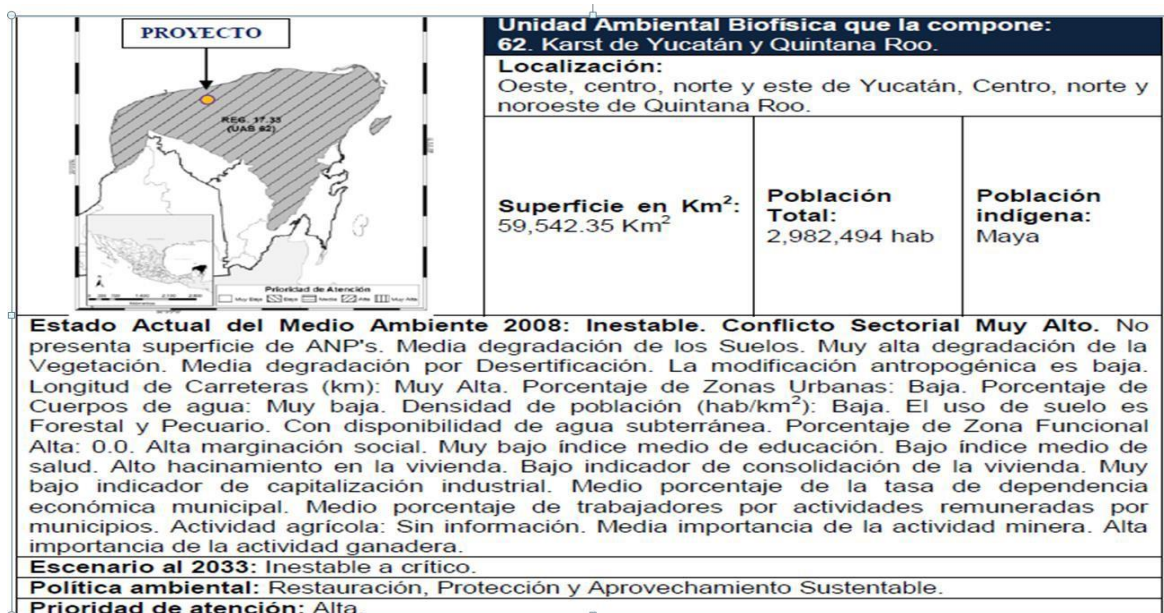 PROYECTO
REG. 17.33
(UAB 62)
Prioridad de Atención
Muy Baja Baja Media Alta Muy Alta
Unidad Ambiental Biofísica que la compone:
62. Karst de Yucatán y Quintana Roo.
Localización:
Oeste, centro, norte y este de Yucatán, Centro, norte y
noroeste de Quintana Roo.
Superficie en Km²:
59,542.35 Km²
Población
Total:
2,982,494 hab
Población
indígena:
Maya
Estado Actual del Medio Ambiente 2008: Inestable. Conflicto Sectorial Muy Alto. No
presenta superficie de ANP's. Media degradación de los Suelos. Muy alta degradación de la
Vegetación. Media degradación por Desertificación. La modificación antropogénica es baja.
Longitud de Carreteras (km): Muy Alta. Porcentaje de Zonas Urbanas: Baja. Porcentaje de
Cuerpos de agua: Muy baja. Densidad de población (hab/km²): Baja. El uso de suelo es
Forestal y Pecuario. Con disponibilidad de agua subterránea. Porcentaje de Zona Funcional
Alta: 0.0. Alta marginación social. Muy bajo índice medio de educación. Bajo índice medio de
salud. Alto hacinamiento en la vivienda. Bajo indicador de consolidación de la vivienda. Muy
bajo indicador de capitalización industrial. Medio porcentaje de la tasa de dependencia
económica municipal. Medio porcentaje de trabajadores por actividades remuneradas por
municipios. Actividad agrícola: Sin información. Media importancia de la actividad minera. Alta
importancia de la actividad ganadera.
Escenario al 2033: Inestable a crítico.
Política ambiental: Restauración, Protección y Aprovechamiento Sustentable.
Prioridad de atención: Alta.